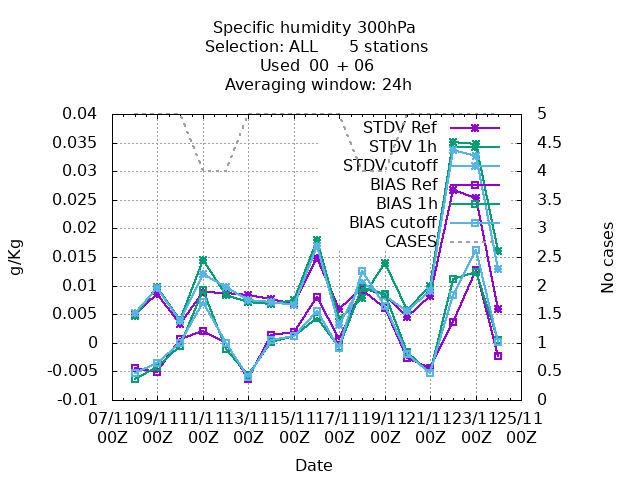 Specific humidity 300hPa
Selection: ALL 5 stations
Used 00 + 06
Averaging window: 24h
0.04
0.035
0.03
0.025
0.02
0.015
0.01
0.005
0
-0.005
-0.01
g/Kg
STDV Ref
STDV 1h
STDV cutoff
BIAS Ref
BIAS 1h
BIAS cutoff
CASES
5
4.5
4
3.5
3
2.5
2
1.5
1
0.5
0
No cases
07/11 09/11 11/11 13/11 15/11 17/11 19/11 21/11 23/11 25/11
00Z 00Z 00Z 00Z 00Z 00Z 00Z 00Z 00Z 00Z
Date